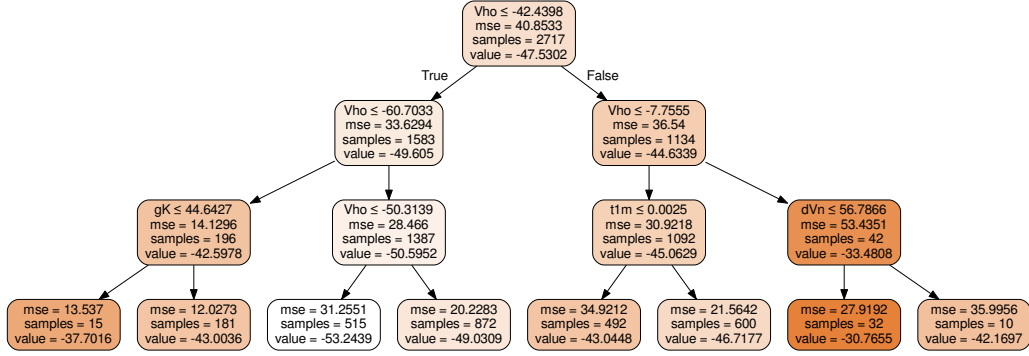 Vho ≤ -42.4398
mse = 40.8533
samples = 2717
value = -47.5302
True
False
Vho ≤ -60.7033
mse = 33.6294
samples = 1583
value = -49.605
Vho ≤ -7.7555
mse = 36.54
samples = 1134
value = -44.6339
gK ≤ 44.6427
mse = 14.1296
samples = 196
value = -42.5978
Vho ≤ -50.3139
mse = 28.466
samples = 1387
value = -50.5952
t1m ≤ 0.0025
mse = 30.9218
samples = 1092
value = -45.0629
dVn ≤ 56.7866
mse = 53.4351
samples = 42
value = -33.4808
mse = 13.537
samples = 15
value = -37.7016
mse = 12.0273
samples = 181
value = -43.0036
mse = 31.2551
samples = 515
value = -53.2439
mse = 20.2283
samples = 872
value = -49.0309
mse = 34.9212
samples = 492
value = -43.0448
mse = 21.5642
samples = 600
value = -46.7177
mse = 27.9192
samples = 32
value = -30.7655
mse = 35.9956
samples = 10
value = -42.1697